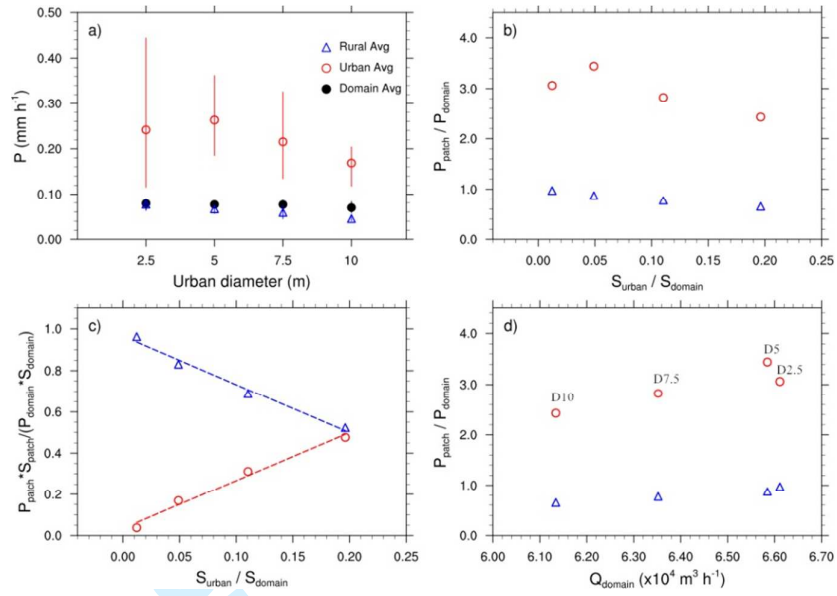 a)
P (mm h⁻¹)
0.50
0.40
0.30
0.20
0.10
0.00
Rural Avg
Urban Avg
Domain Avg
2.5 5 7.5 10
Urban diameter (m)
b)
P_patch / P_domain
4.0
3.0
2.0
1.0
0.0
0.00 0.05 0.10 0.15 0.20 0.25
S_urban / S_domain
c)
P_patch*S_patch/(P_domain*S_domain)
1.0
0.8
0.6
0.4
0.2
0.0
0.00 0.05 0.10 0.15 0.20 0.25
S_urban / S_domain
d)
P_patch / P_domain
4.0
3.0
2.0
1.0
0.0
D10
D7.5
D5
D2.5
6.00 6.10 6.20 6.30 6.40 6.50 6.60 6.70
Q_domain (x10⁴ m³ h⁻¹)